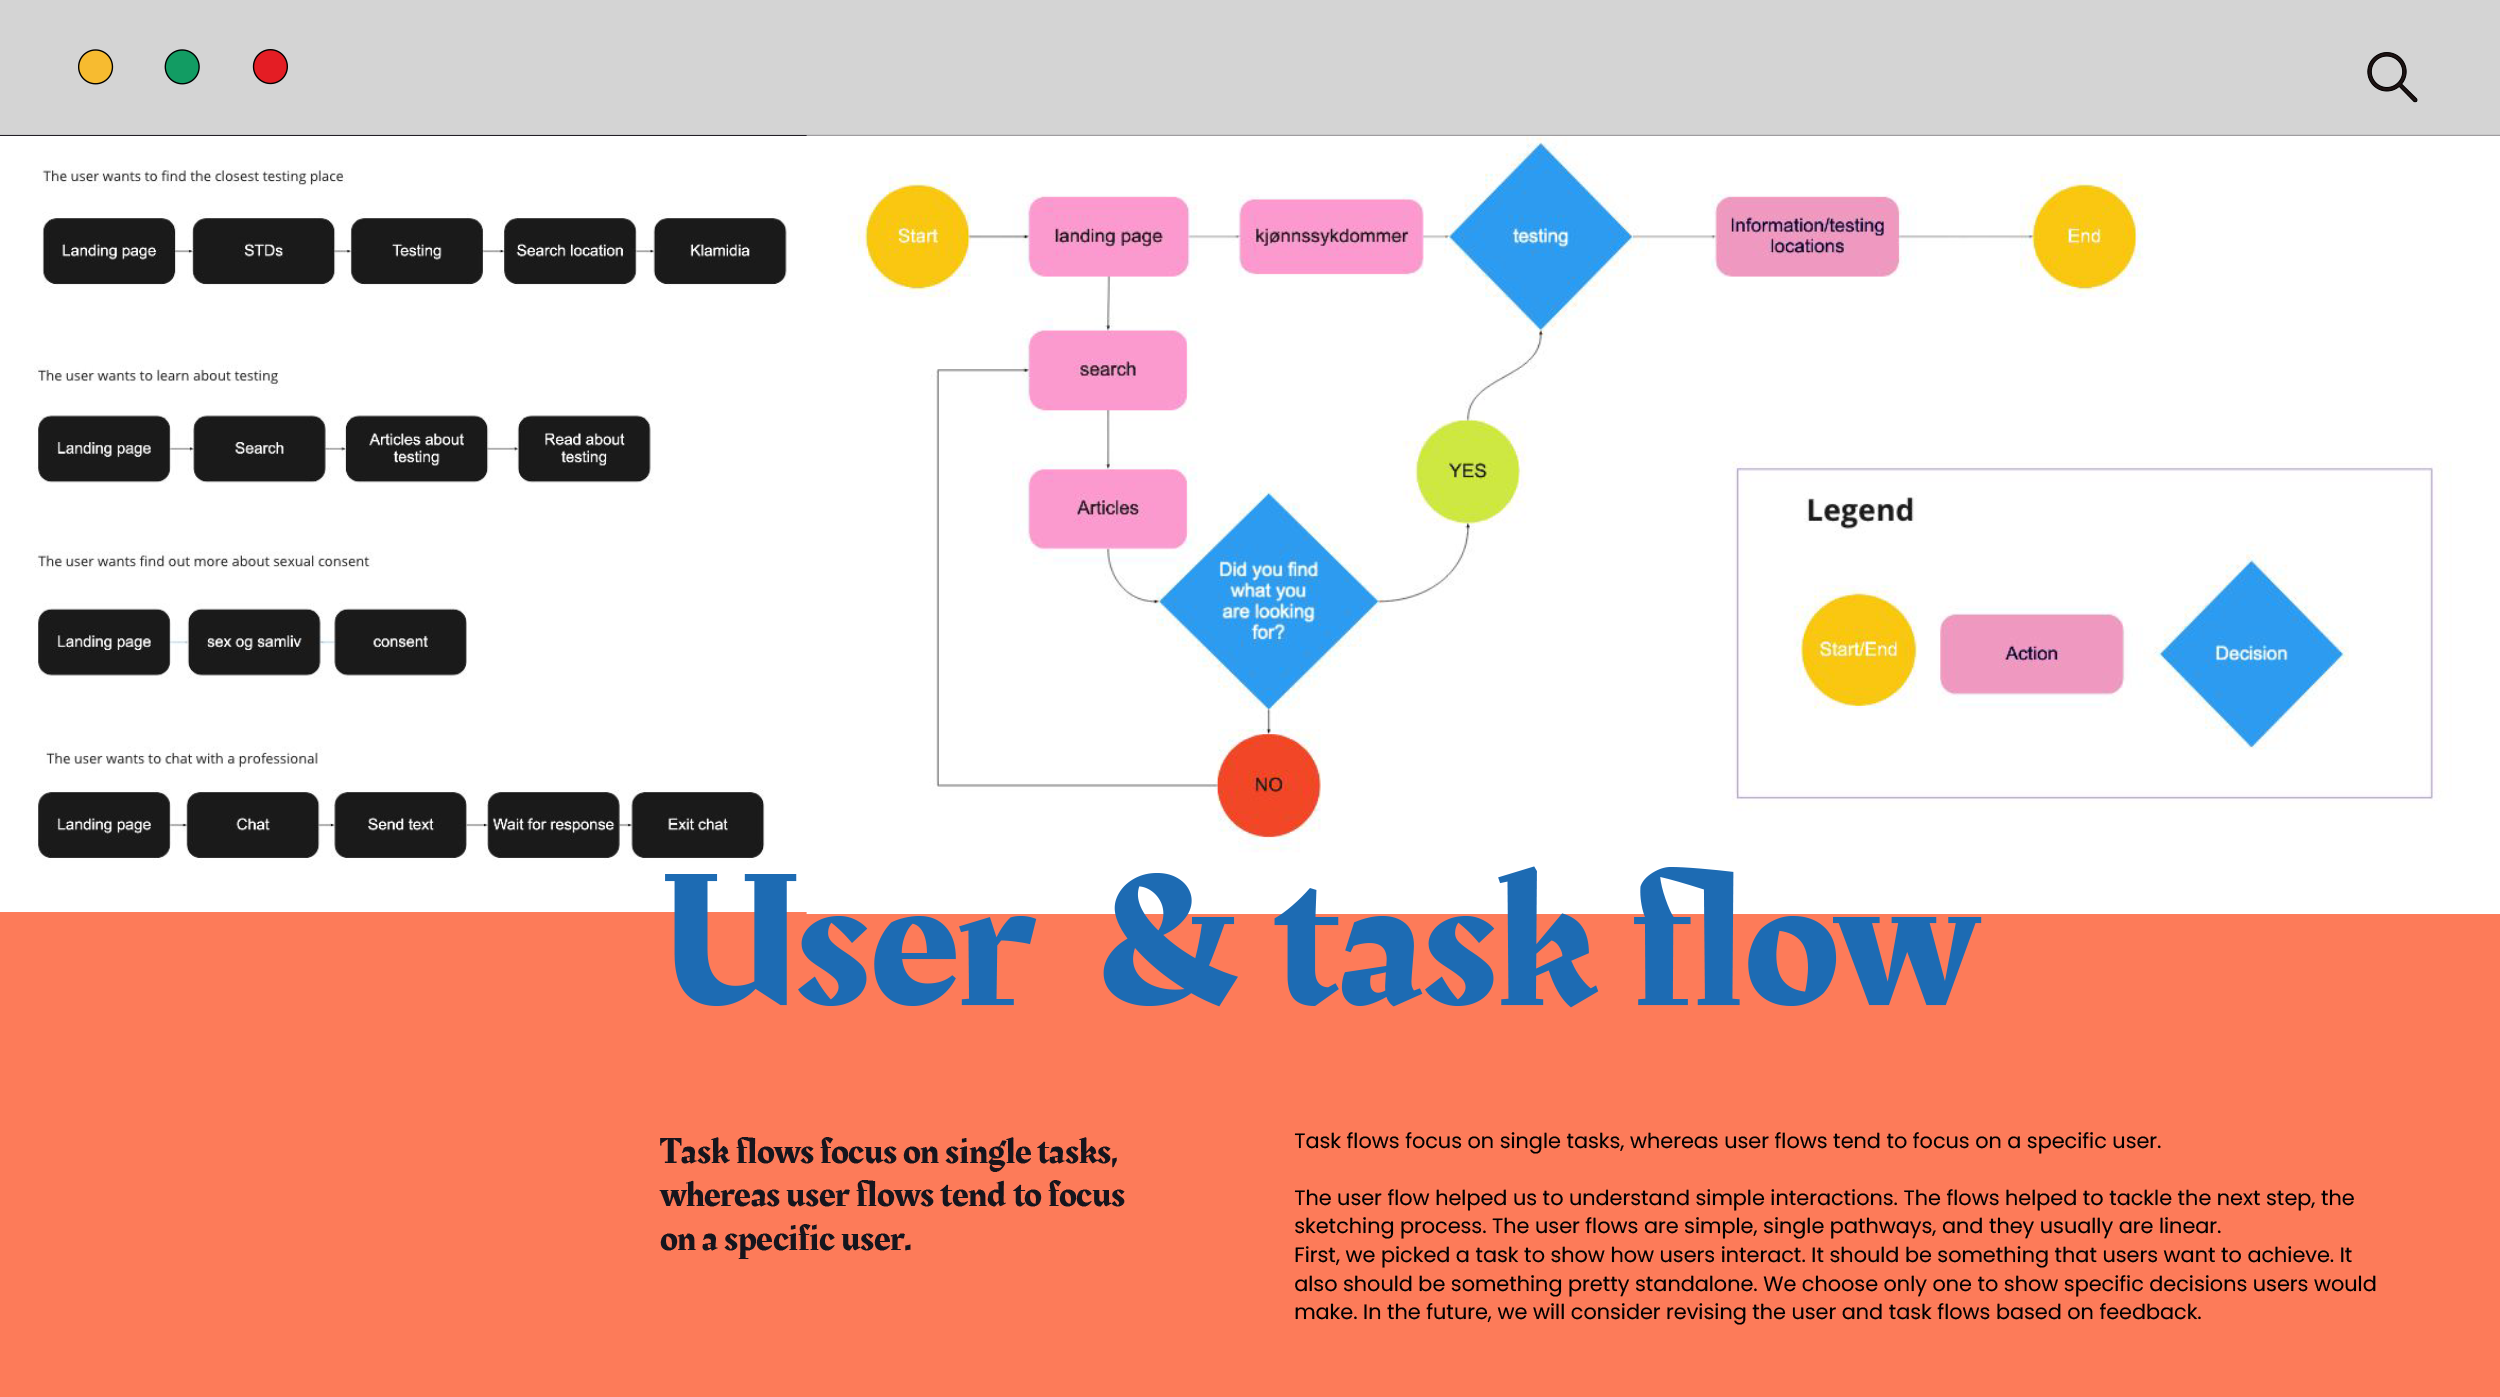 The user wants to find the closest testing place
Landing page
STDs
Testing
Search location
Klamidia
The user wants to learn about testing
Landing page
Search
Articles about
testing
Read about
testing
The user wants find out more about sexual consent
Landing page
sex og samliv
consent
The user wants to chat with a professional
Landing page
Chat
Send text
Wait for response
Exit chat
Start
landing page
kjønnssykdommer
testing
Information/testing
locations
End
search
Articles
Did you find
what you
are looking
for?
YES
NO
Legend
Start/End
Action
Decision
User & task flow
Task flows focus on single tasks,
whereas user flows tend to focus
on a specific user.
Task flows focus on single tasks, whereas user flows tend to focus on a specific user.
The user flow helped us to understand simple interactions. The flows helped to tackle the next step, the
sketching process. The user flows are simple, single pathways, and they usually are linear.
First, we picked a task to show how users interact. It should be something that users want to achieve. It
also should be something pretty standalone. We choose only one to show specific decisions users would
make. In the future, we will consider revising the user and task flows based on feedback.